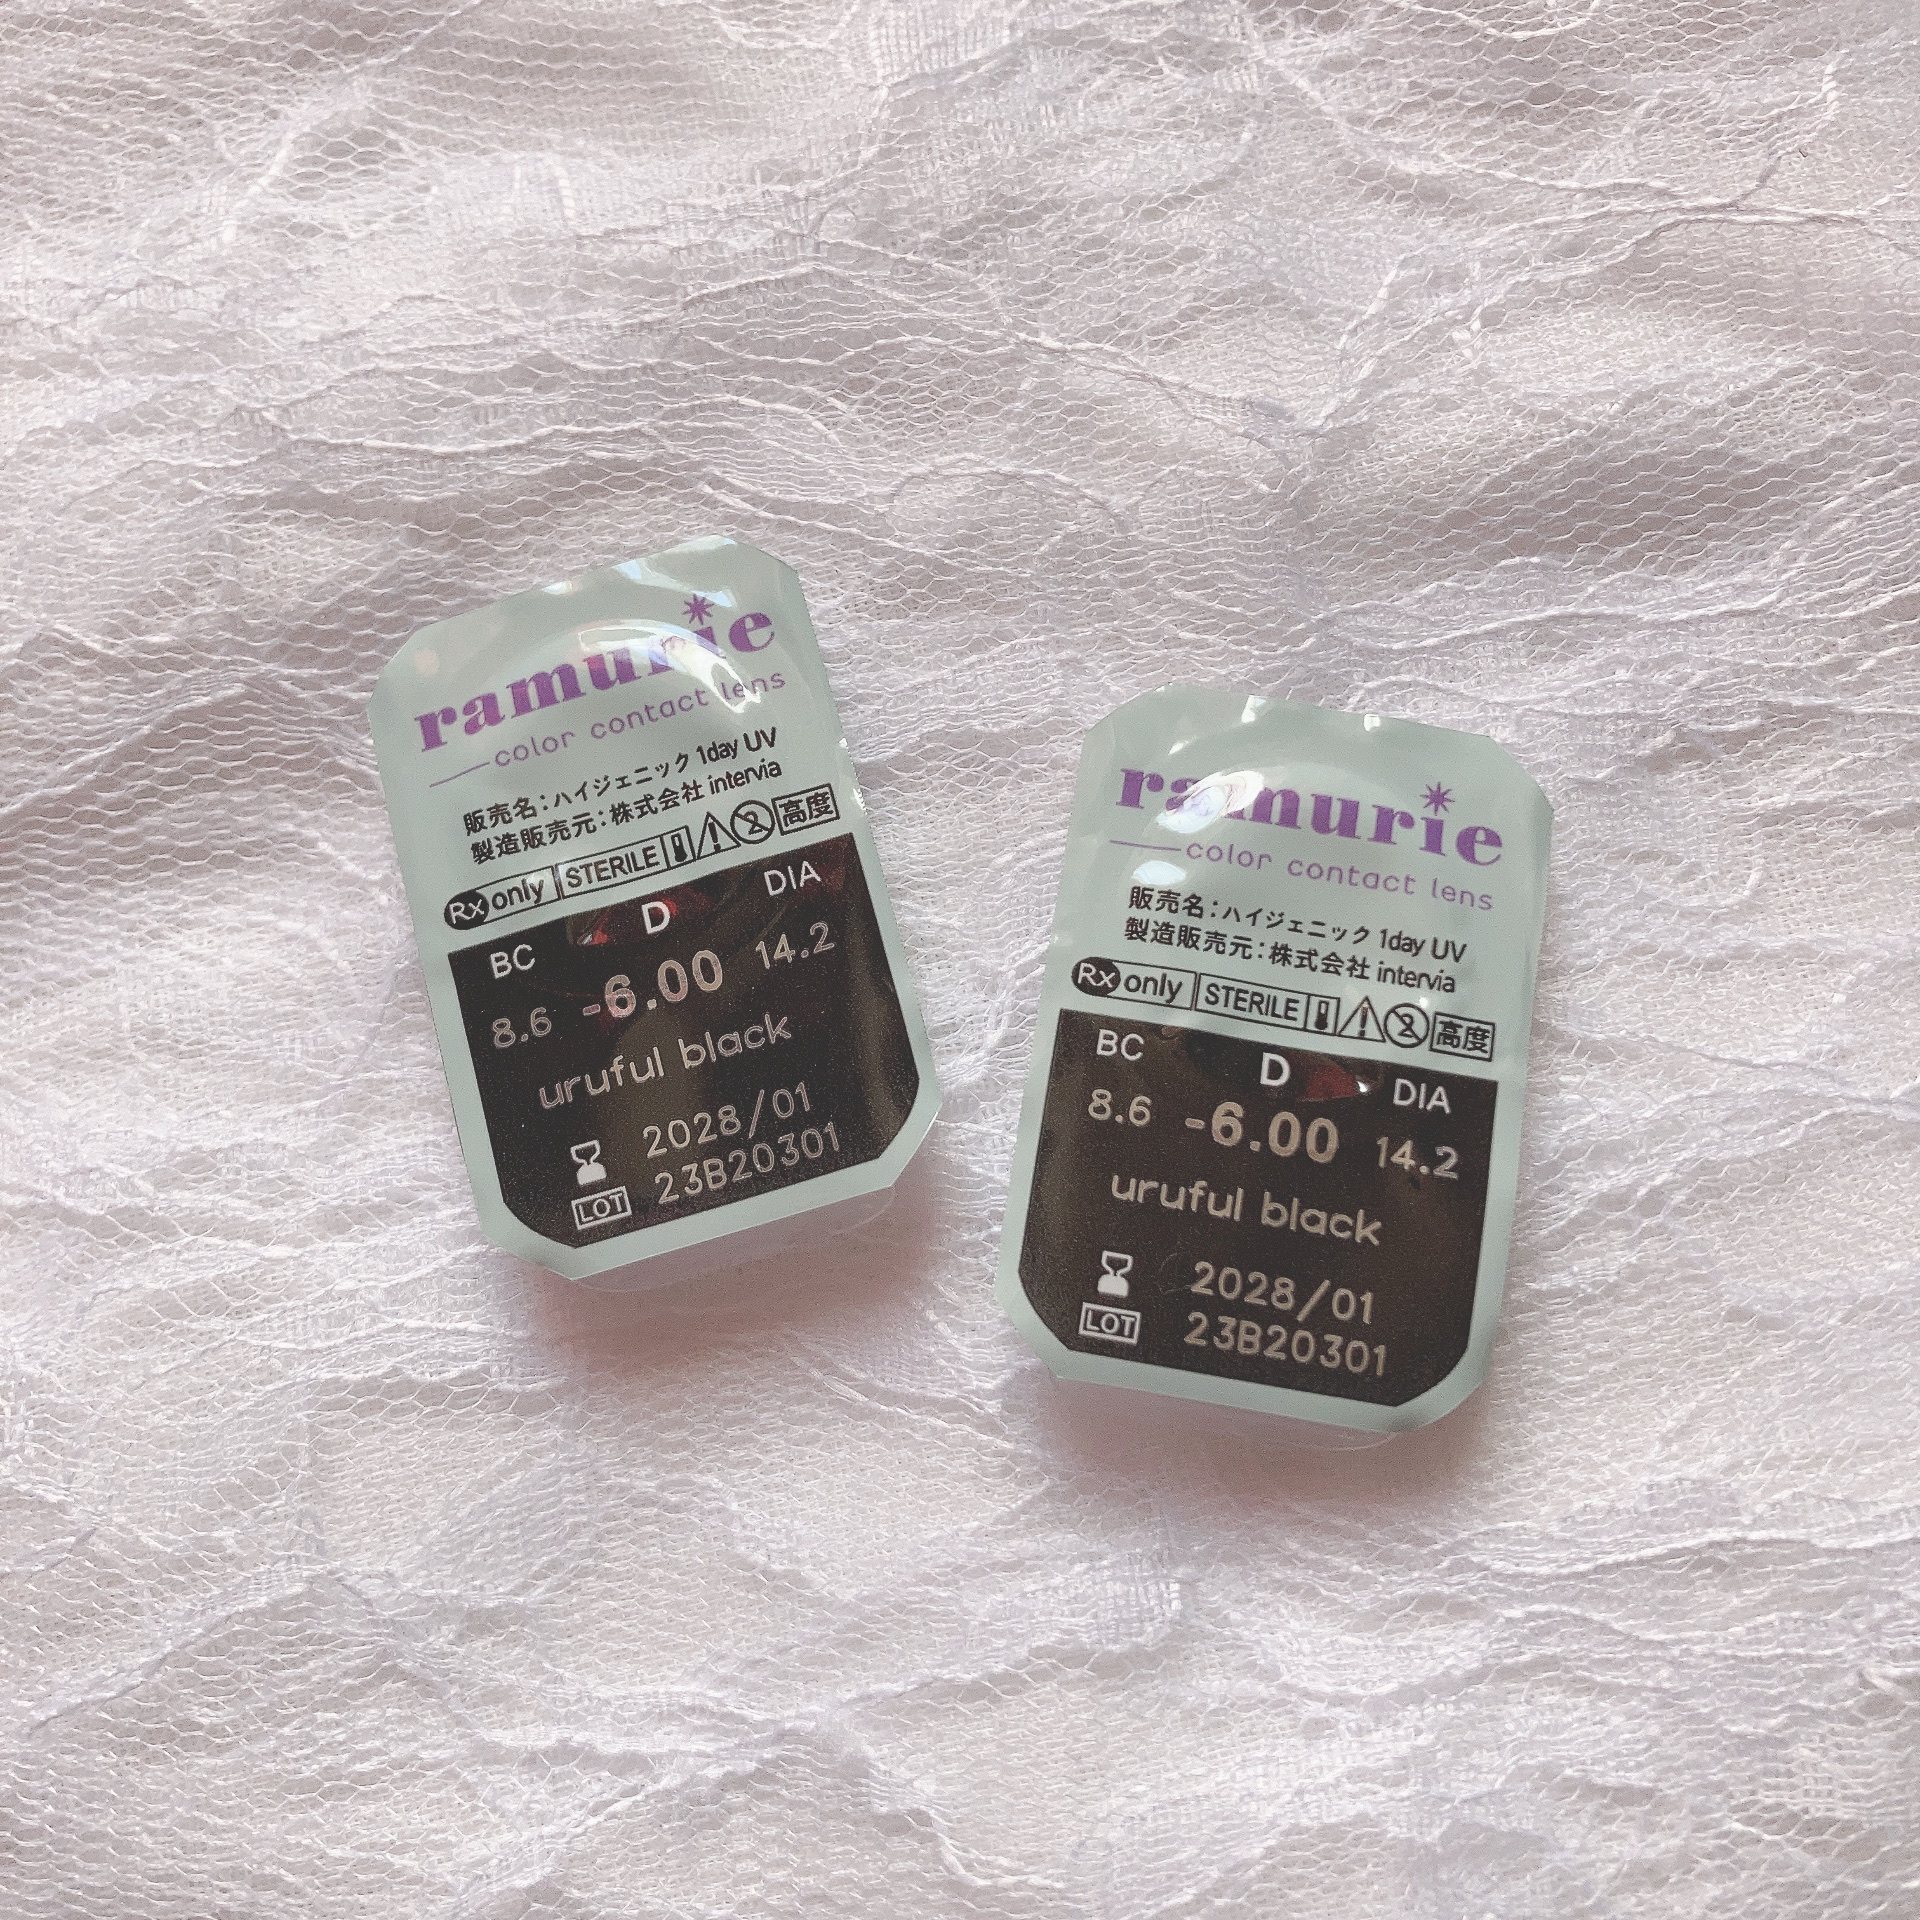 ramurie
color contact lens
販売名：ハイジェニック 1day UV
製造販売元：株式会社 intervia
Rx only STERILE 高度
BC D DIA
8.6 -6.00 14.2
uruful black
2028/01
LOT 23B20301
ramurie
color contact lens
販売名：ハイジェニック 1day UV
製造販売元：株式会社 intervia
Rx only STERILE 2 高度
BC D DIA
8.6 -6.00 14.2
uruful black
2028/01
LOT 23B20301